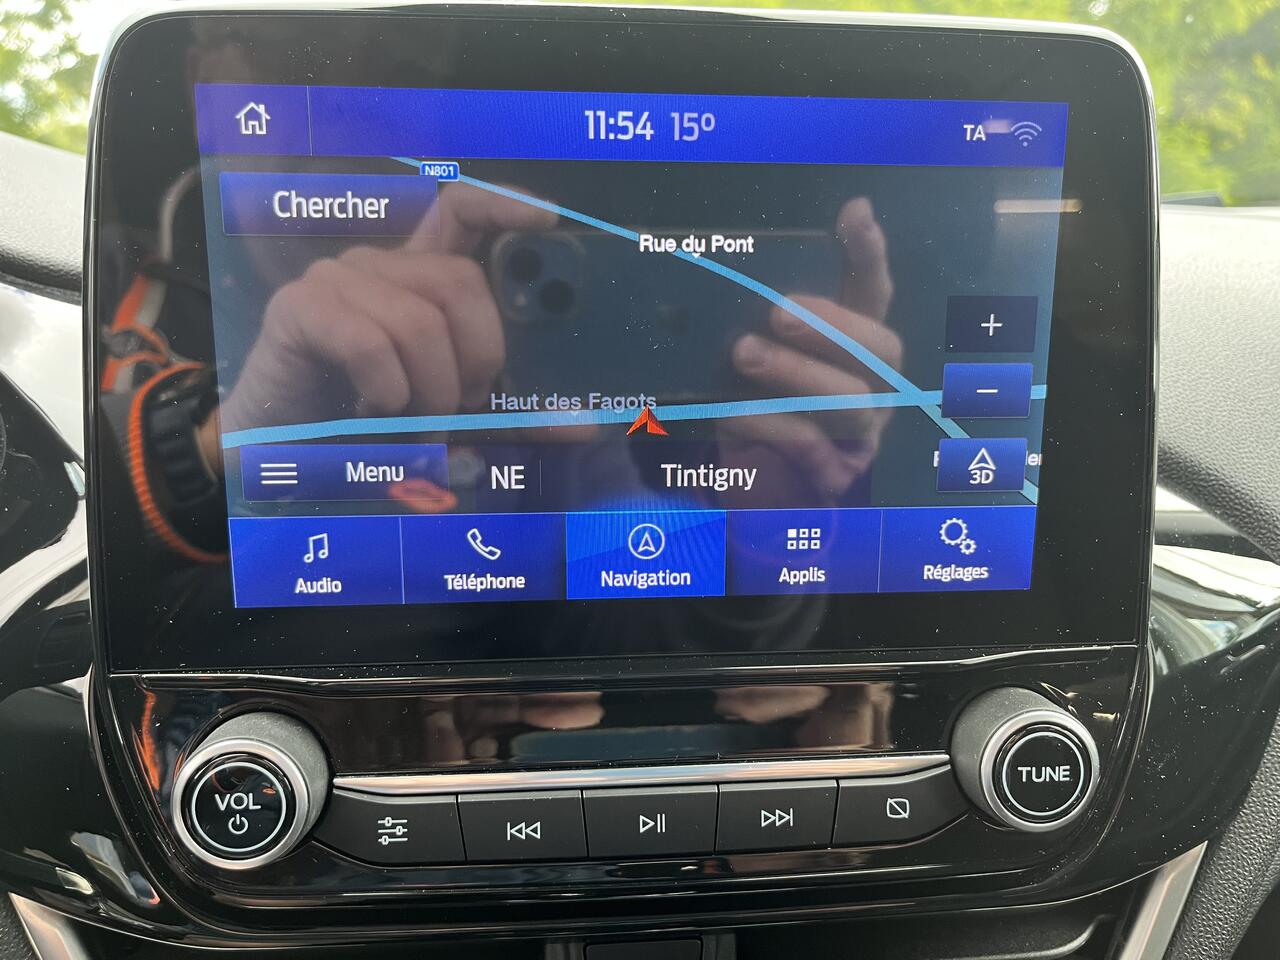 11:54 15°
TA
N801
Chercher
Rue du Pont
+
−
Haut des Fagots
3D
Menu
NE
Tintigny
Audio
Téléphone
Navigation
Applis
Réglages
VOL
TUNE